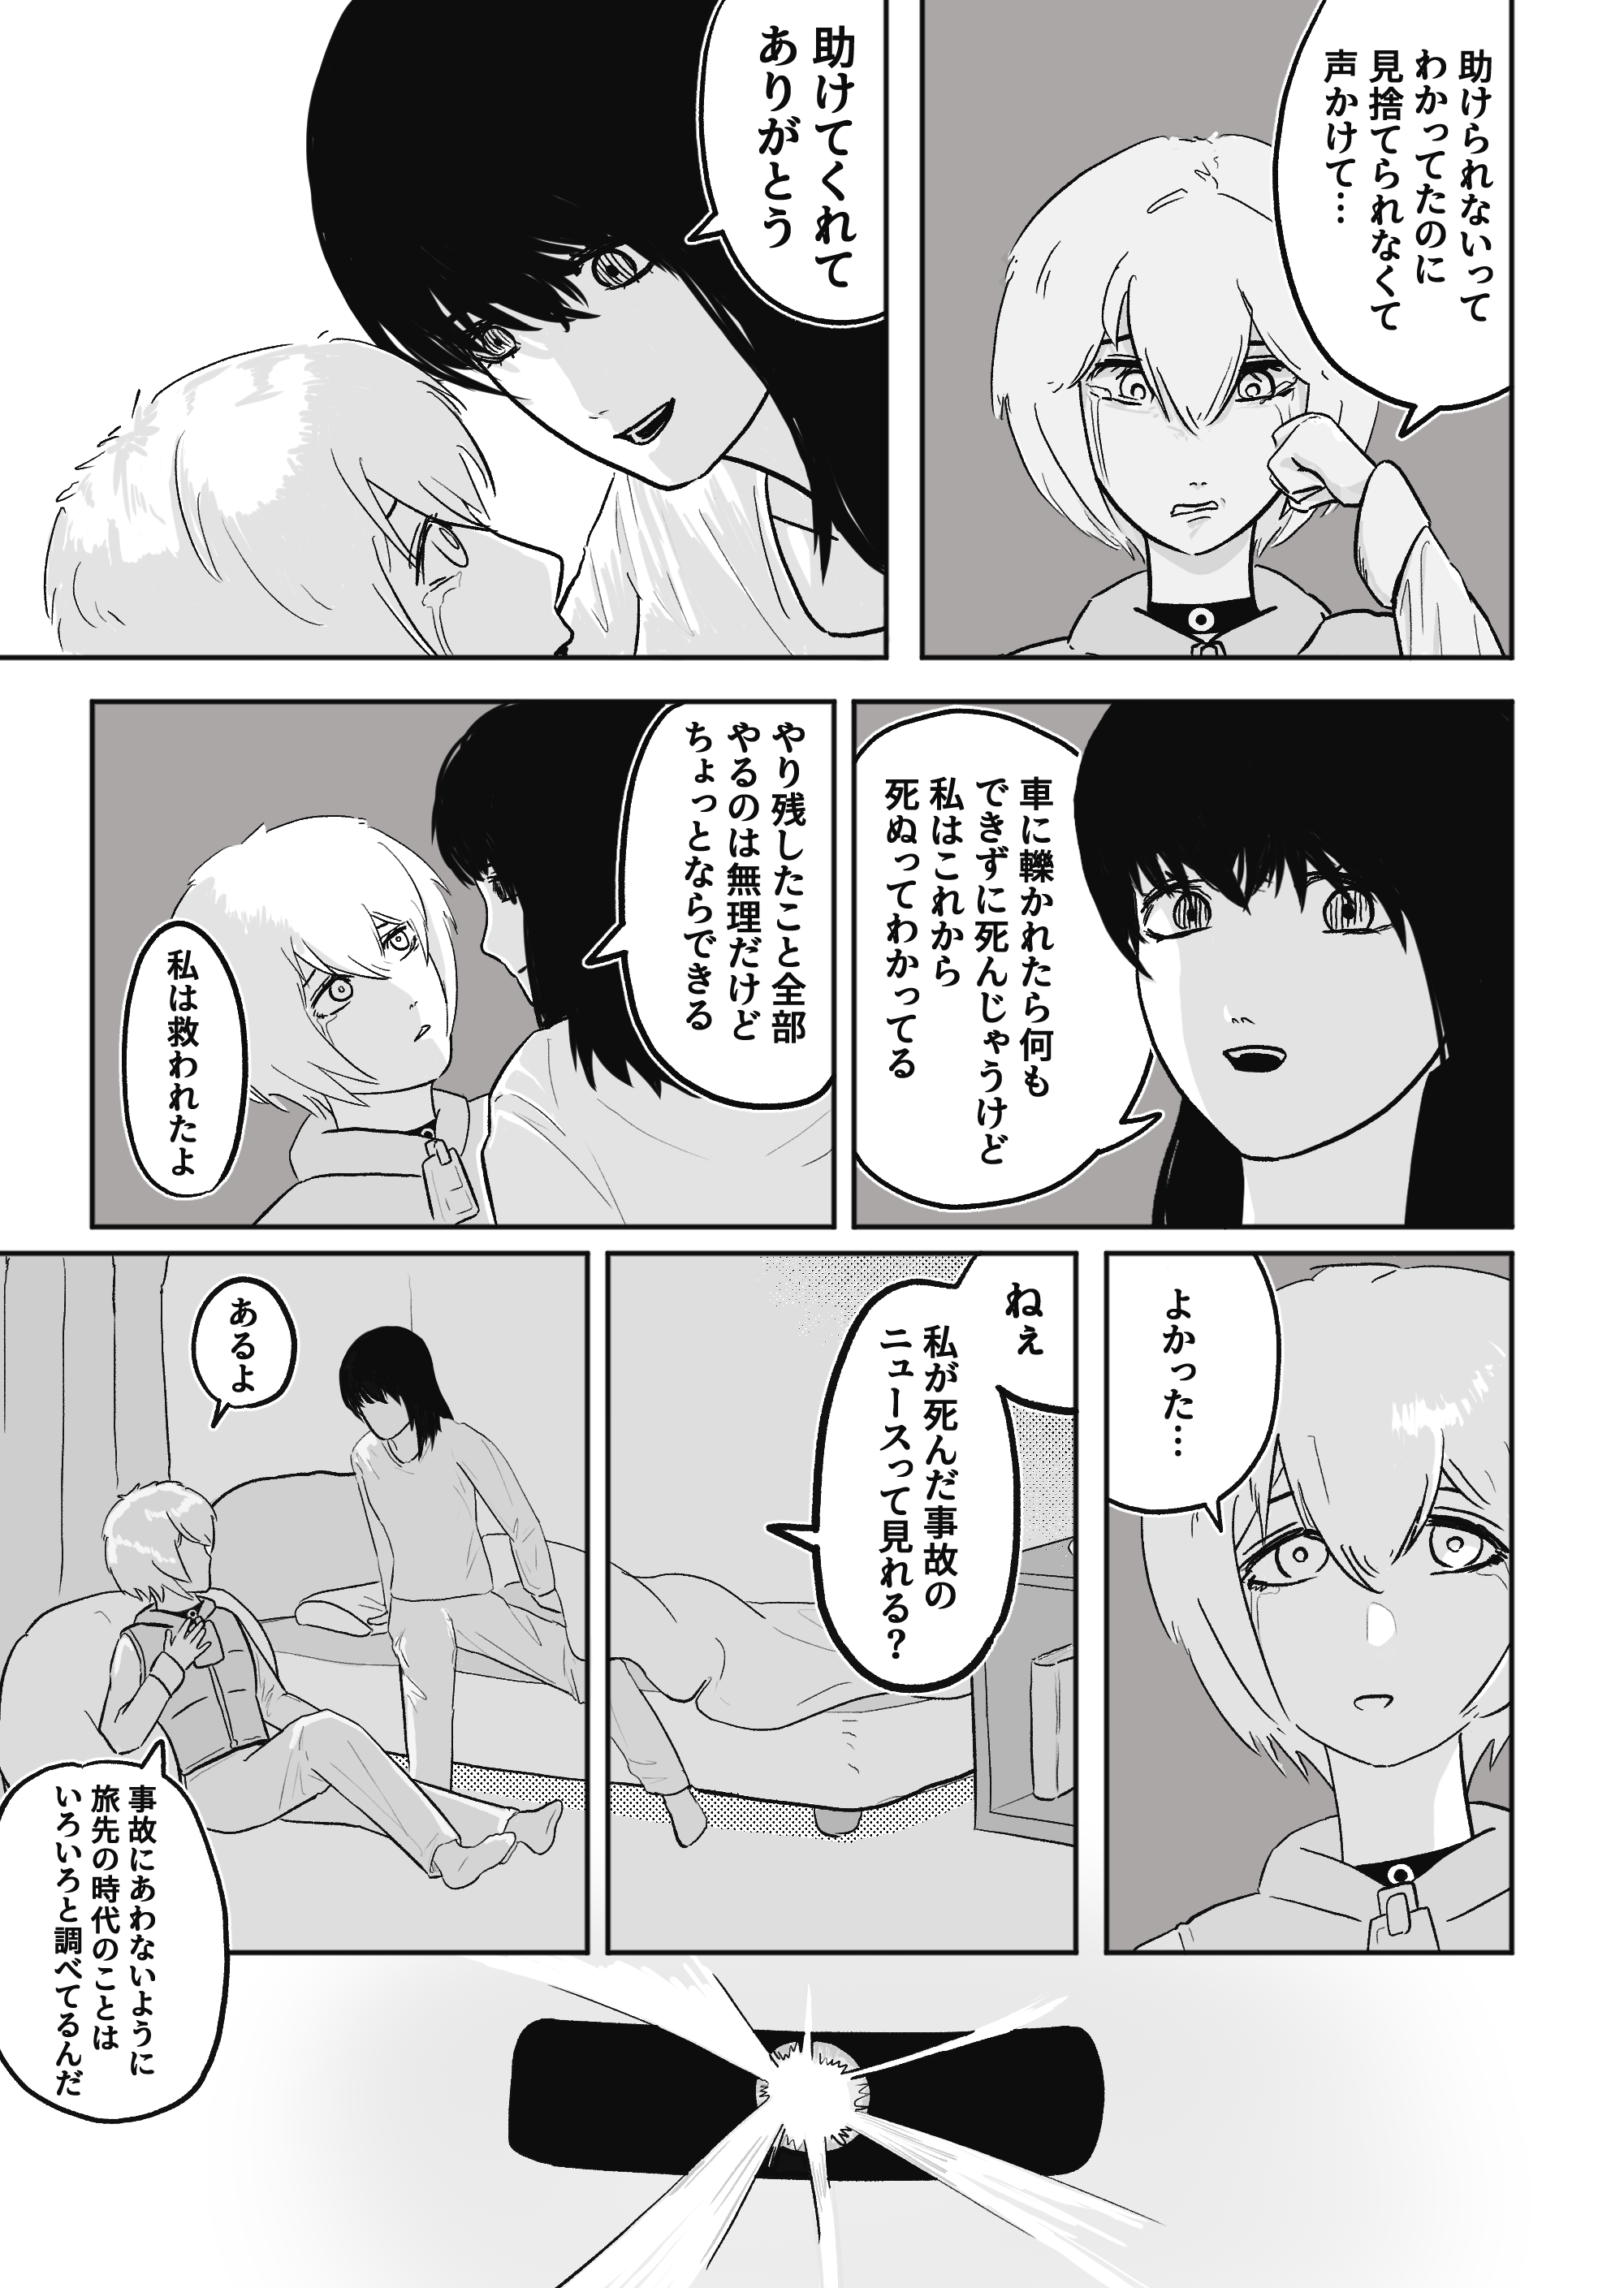 助けられないって
わかってたのに
見捨てられなくて
声かけて…
助けてくれて
ありがとう
車に轢かれたら何も
できずに死んじゃうけど
私はこれから
死ぬってわかってる
やり残したこと全部
やるのは無理だけど
ちょっとならできる
私は救われたよ
よかった…
ねぇ
私が死んだ事故の
ニュースって見れる?
あるよ
事故にあわないように
旅先の時代のことは
いろいろと調べてるんだ